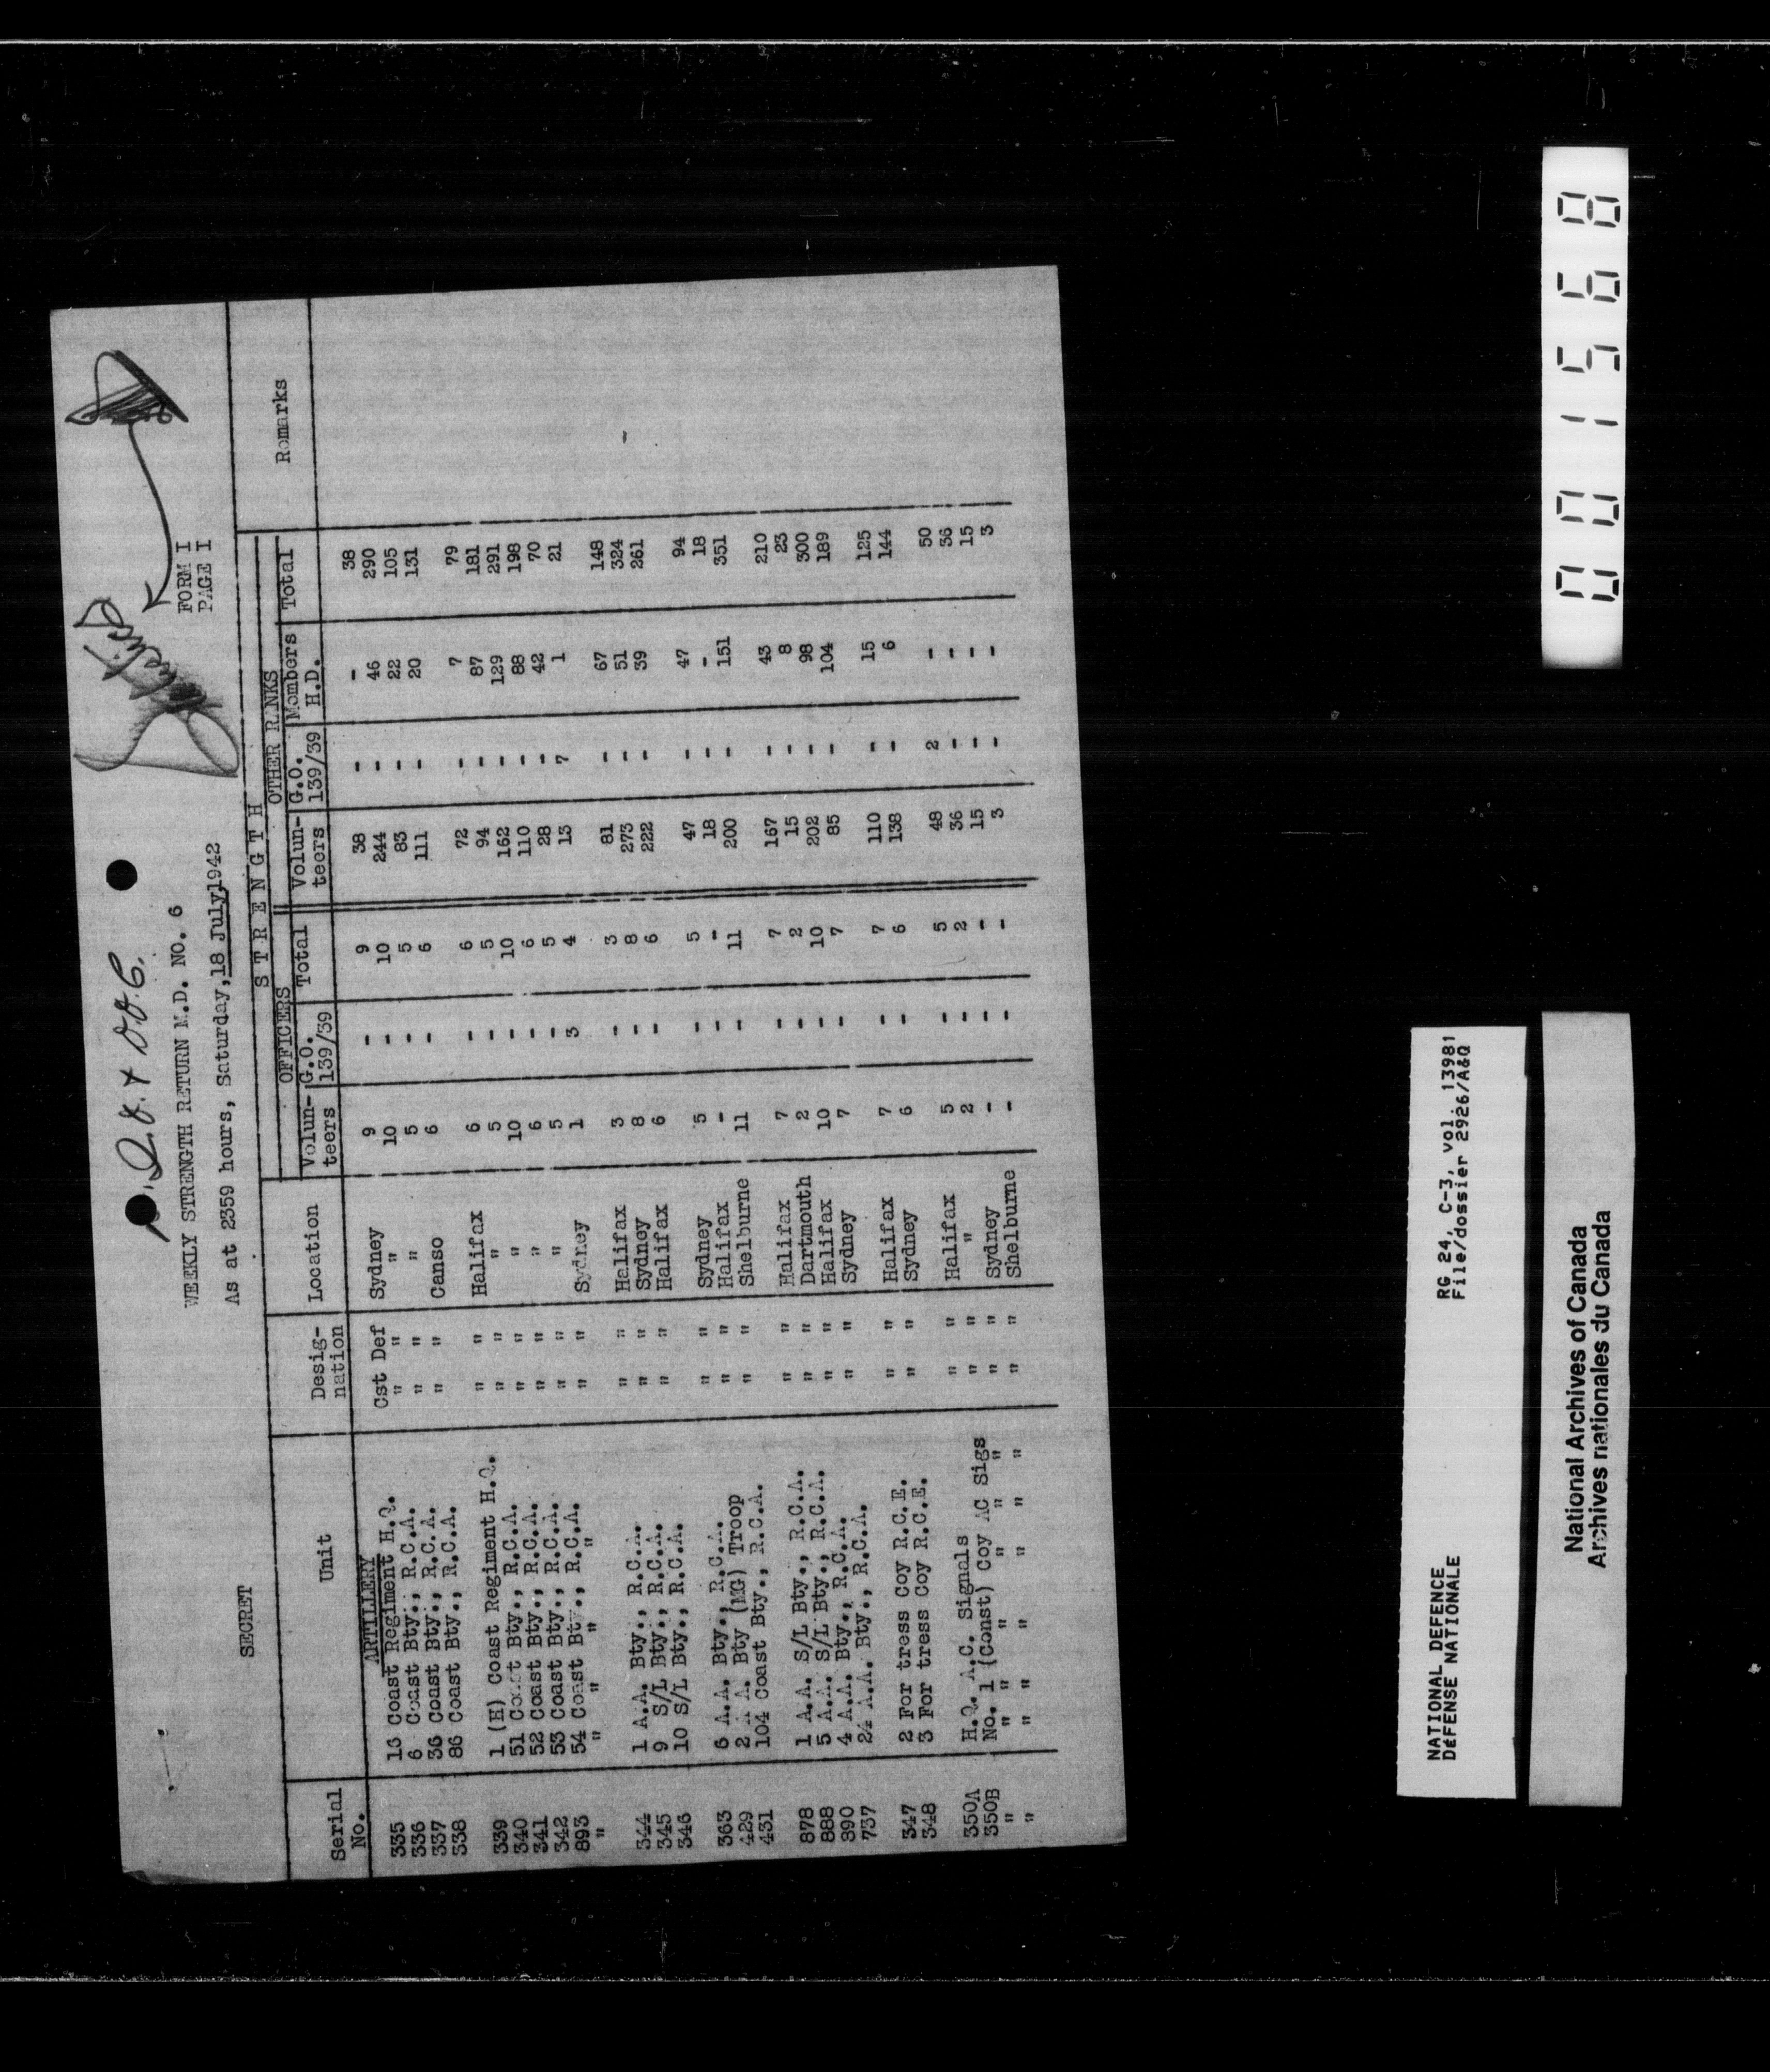 Q. & D.O.C.
WEEKLY STRENGTH RETURN M.D. NO. 6
FORM I
PAGE I
SECRET
As at 2359 hours, Saturday, 18 July 1942
STRENGTH
OFFICERS OTHER RANKS
Serial No. Unit Desig-nation Location Volun-teers G.O. 139/39 Total Volun-teers G.O. 139/39 Members H.D. Total Remarks
ARTILLERY
335 16 Coast Regiment H.Q. Cst Def Sydney 9 - 9 38 - - 38
336 6 Coast Bty., R.C.A. " " " 10 - 10 244 - 46 290
337 36 Coast Bty., R.C.A. " " " 5 - 5 83 - 22 105
338 86 Coast Bty., R.C.A. " " Canso 6 - 6 111 - 20 131
339 1 (H) Coast Regiment H.Q. " " Halifax 6 - 6 72 - 7 79
340 51 Coast Bty., R.C.A. " " " 5 - 5 94 - 87 181
341 52 Coast Bty., R.C.A. " " " 10 - 10 162 - 129 291
342 53 Coast Bty., R.C.A. " " " 6 - 6 110 - 88 198
893 54 Coast Bty., R.C.A. " " " 5 - 5 28 - 42 70
" " " " " " Sydney 1 3 4 13 7 1 21
344 1 A.A. Bty., R.C.A. " " Halifax 3 - 3 81 - 67 148
345 9 S/L Bty., R.C.A. " " Sydney 8 - 8 273 - 51 324
346 10 S/L Bty., R.C.A. " " Halifax 6 - 6 222 - 39 261
363 6 A.A. Bty., R.C.A. " " Sydney 5 - 5 47 - 47 94
429 2 A A. Bty (MG) Troop " " Halifax - - - 18 - - 18
431 104 Coast Bty., R.C.A. " " Shelburne 11 - 11 200 - 151 351
878 1 A.A. S/L Bty., R.C.A. " " Halifax 7 - 7 167 - 43 210
888 5 A.A. S/L Bty., R.C.A. " " Dartmouth 2 - 2 15 - 8 23
890 4 A.A. Bty., R.C.A. " " Halifax 10 - 10 202 - 98 300
737 24 A.A. Bty., R.C.A. " " Sydney 7 - 7 85 - 104 189
347 2 For tress Coy R.C.E. " " Halifax 7 - 7 110 - 15 125
348 3 For tress Coy R.C.E. " " Sydney 6 - 6 138 - 6 144
350A H.Q. A.C. Signals " " Halifax 5 - 5 48 2 - 50
350B No. 1 (Const) Coy AC Sigs " " " 2 - 2 36 - - 36
" " " " " " " " " Sydney - - - 15 - - 15
" " " " " " " " " Shelburne - - - 3 - - 3
001568
NATIONAL DEFENCE
DÉFENSE NATIONALE
RG 24, C-3, vol. 13981
File/dossier 2926/A&Q
National Archives of Canada
Archives nationales du Canada